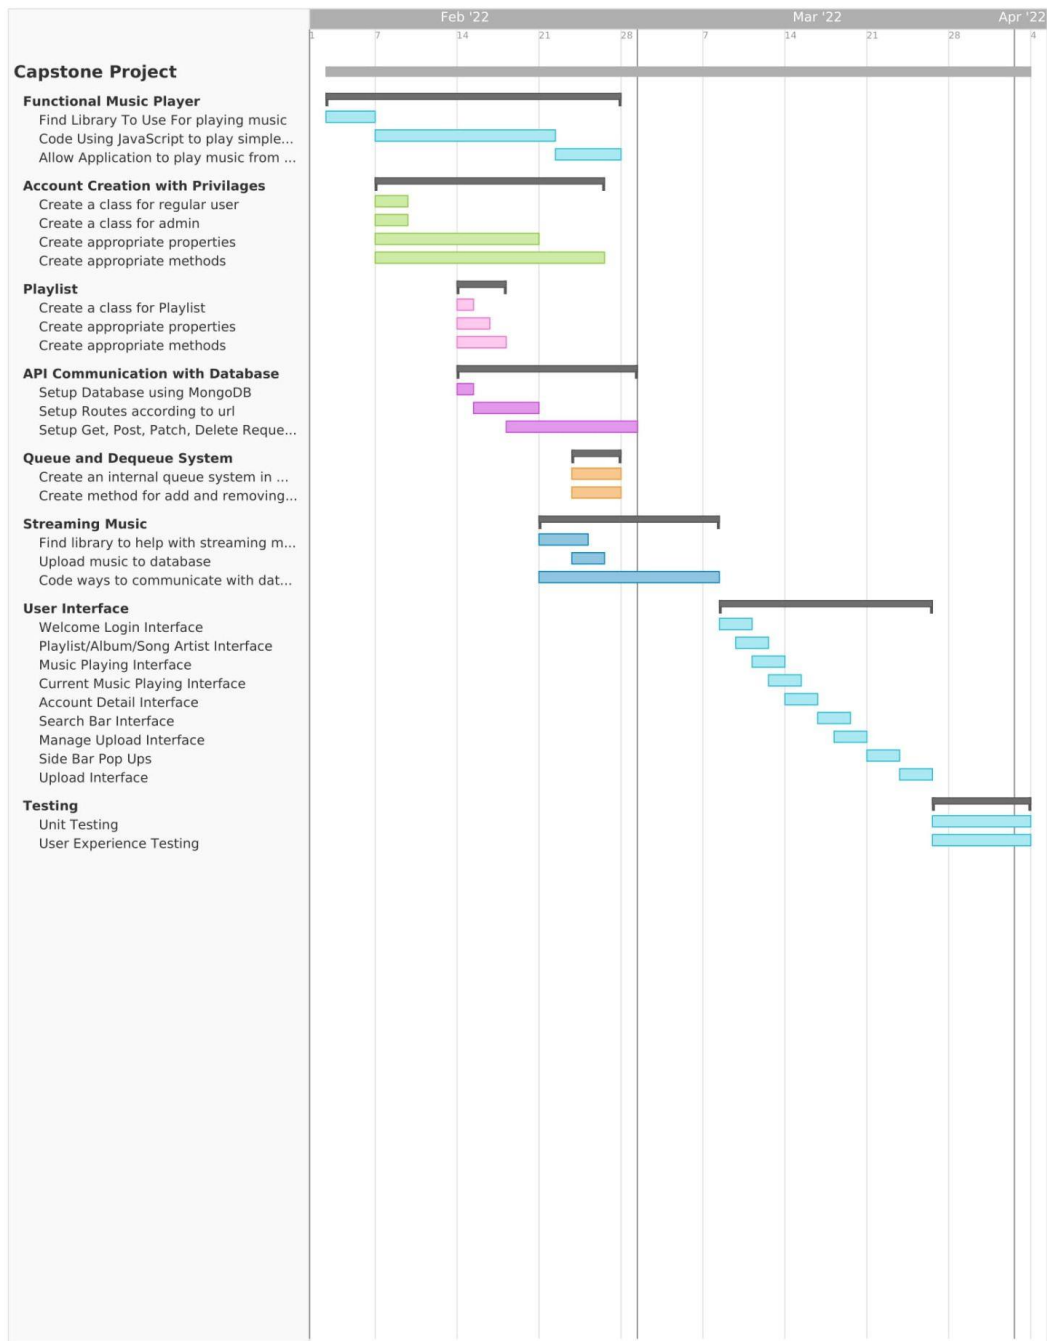 Feb '22 Mar '22 Apr '22
1 7 14 21 28 7 14 21 28 4
Capstone Project
Functional Music Player
Find Library To Use For playing music
Code Using JavaScript to play simple...
Allow Application to play music from ...
Account Creation with Privilages
Create a class for regular user
Create a class for admin
Create appropriate properties
Create appropriate methods
Playlist
Create a class for Playlist
Create appropriate properties
Create appropriate methods
API Communication with Database
Setup Database using MongoDB
Setup Routes according to url
Setup Get, Post, Patch, Delete Reque...
Queue and Dequeue System
Create an internal queue system in ...
Create method for add and removing...
Streaming Music
Find library to help with streaming m...
Upload music to database
Code ways to communicate with dat...
User Interface
Welcome Login Interface
Playlist/Album/Song Artist Interface
Music Playing Interface
Current Music Playing Interface
Account Detail Interface
Search Bar Interface
Manage Upload Interface
Side Bar Pop Ups
Upload Interface
Testing
Unit Testing
User Experience Testing